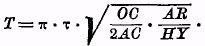 T = π · τ · √(OC/2AC · AR/HY) ·